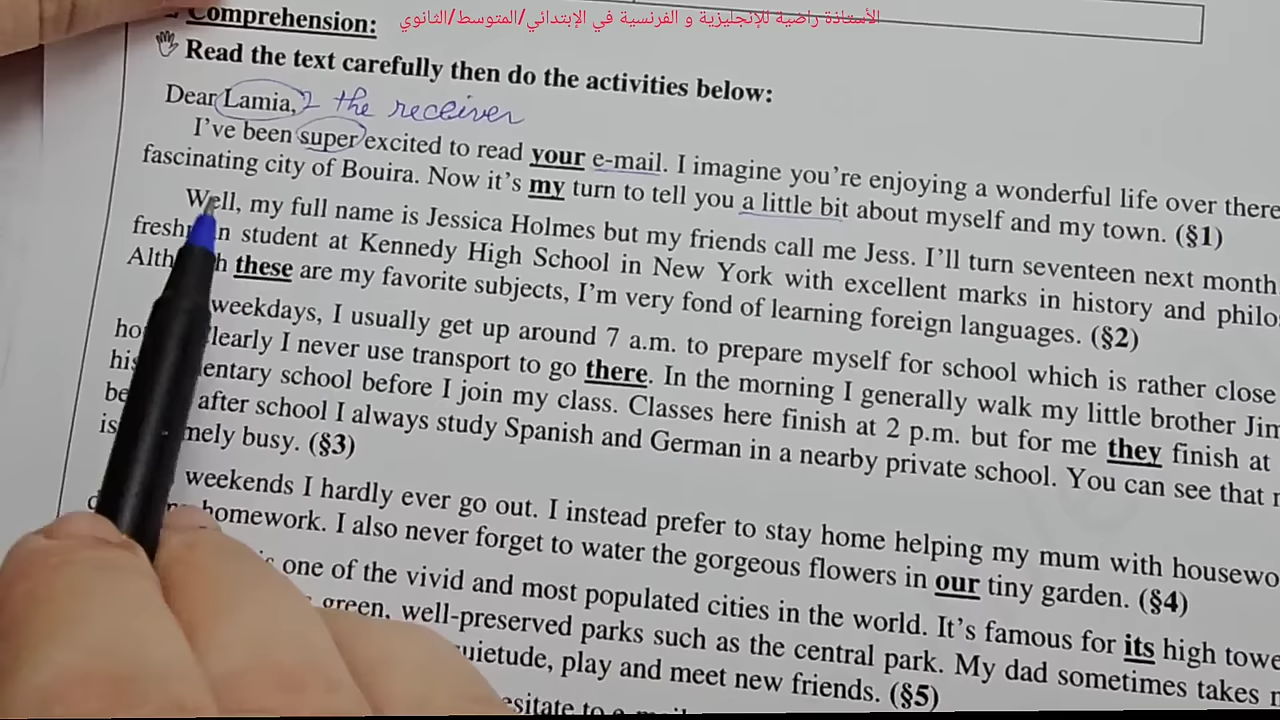 الأستاذة راضية للإنجليزية و الفرنسية في الإبتدائي/المتوسط/الثانوي
Comprehension:
Read the text carefully then do the activities below:
Dear Lamia, the receiver
I've been super excited to read your e-mail. I imagine you're enjoying a wonderful life over there
fascinating city of Bouira. Now it's my turn to tell you a little bit about myself and my town. (§1)
Well, my full name is Jessica Holmes but my friends call me Jess. I'll turn seventeen next month
student at Kennedy High School in New York with excellent marks in history and
these are my favorite subjects, I'm very fond of learning foreign languages. (§2)
weekdays, I usually get up around 7 a.m. to prepare myself for school which is rather close
I never use transport to go there. In the morning I generally walk my little brother
school before I join my class. Classes here finish at 2 p.m. but for me they finish at
after school I always study Spanish and German in a nearby private school. You can see that
busy. (§3)
weekends I hardly ever go out. I instead prefer to stay home helping my mum with
homework. I also never forget to water the gorgeous flowers in our tiny garden. (§4)
one of the vivid and most populated cities in the world. It's famous for its high
green, well-preserved parks such as the central park. My dad sometimes takes
play and meet new friends. (§5)
to